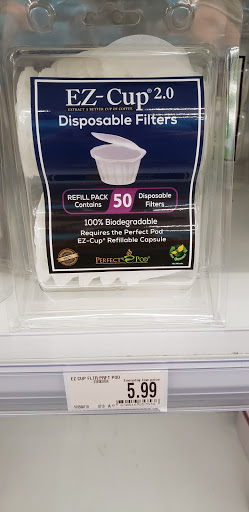 EZ-Cup® 2.0
EXTRACT A BETTER CUP OF COFFEE
Disposable Filters
REFILL PACK
Contains
50
Disposable
Filters
100% Biodegradable
Requires the Perfect Pod
EZ-Cup® Refillable Capsule
PERFECT POD
EZ CUP FLTR PRFT POD
5.99